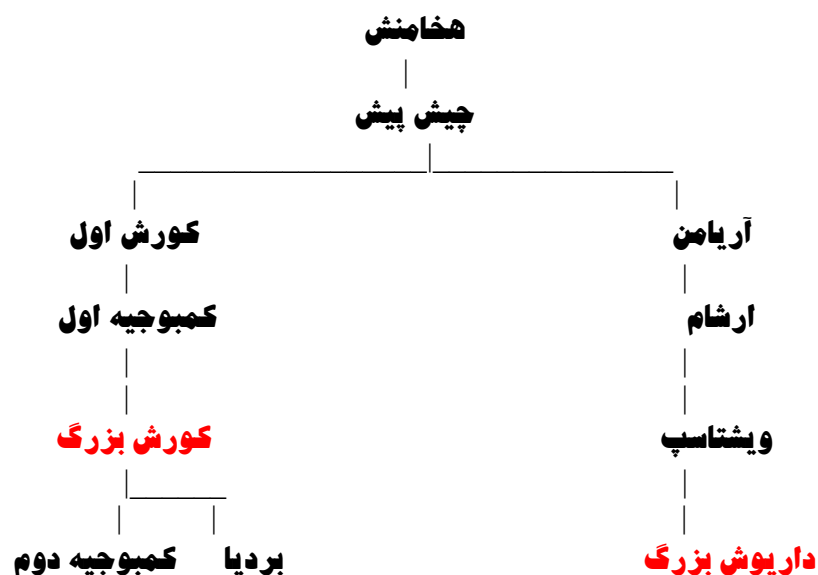 هخامنش
چیش پیش
آریامن کورش اول
ارشام کمبوجیه اول
ویشتاسپ کورش بزرگ
داریوش بزرگ بردیا کمبوجیه دوم